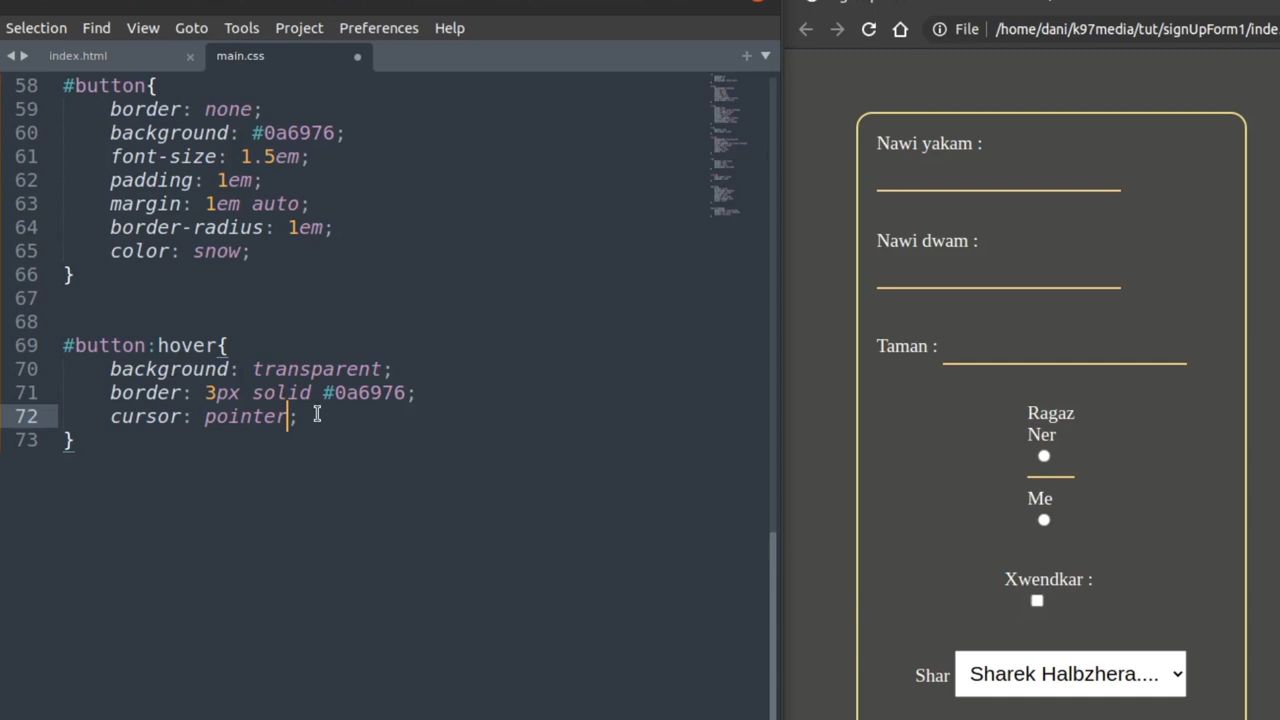 Selection Find View Goto Tools Project Preferences Help
File /home/dani/k97media/tut/signUpForm1/inde
index.html
main.css
58 #button{
59 border: none;
60 background: #0a6976;
61 font-size: 1.5em;
62 padding: 1em;
63 margin: 1em auto;
64 border-radius: 1em;
65 color: snow;
66 }
67
68
69 #button:hover{
70 background: transparent;
71 border: 3px solid #0a6976;
72 cursor: pointer;
73 }
Nawi yakam :
Nawi dwam :
Taman :
Ragaz
Ner
Me
Xwendkar :
Shar Sharek Halbzhera....